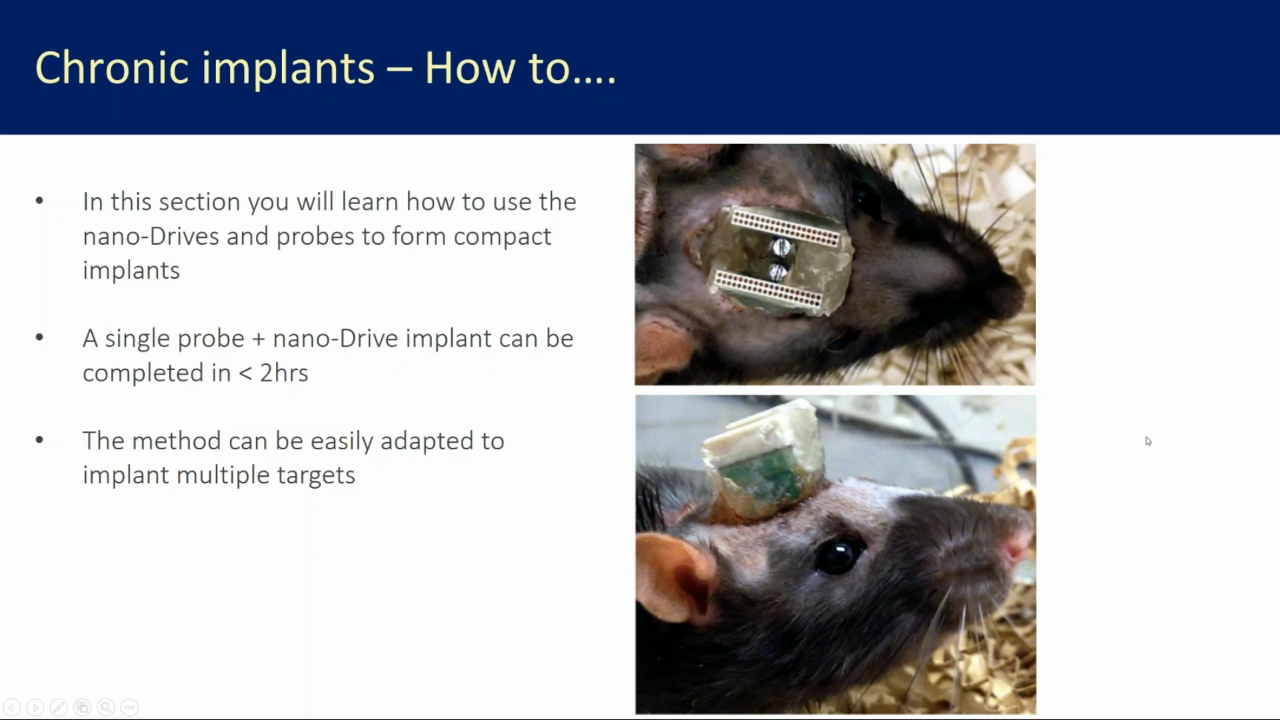 Chronic implants – How to….
• In this section you will learn how to use the
nano-Drives and probes to form compact
implants
• A single probe + nano-Drive implant can be
completed in < 2hrs
• The method can be easily adapted to
implant multiple targets